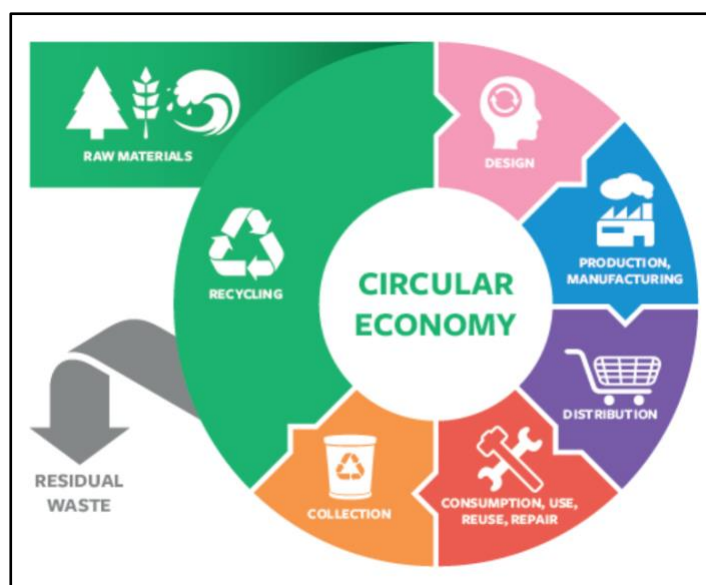 RAW MATERIALS
DESIGN
PRODUCTION,
MANUFACTURING
RECYCLING
CIRCULAR
ECONOMY
DISTRIBUTION
CONSUMPTION, USE,
REUSE, REPAIR
COLLECTION
RESIDUAL
WASTE